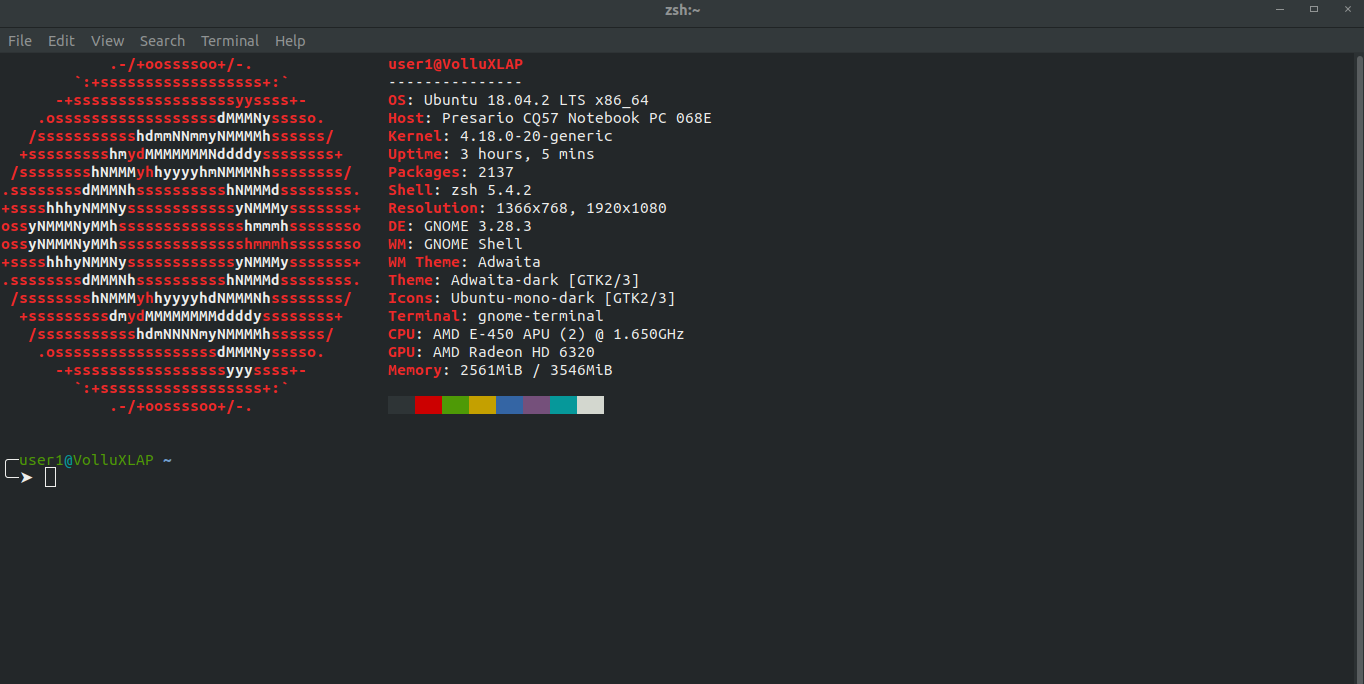 zsh:~
File Edit View Search Terminal Help
.-/+oossssoo+/-.
`:+ssssssssssssssssss+:`
-+ssssssssssssssssssyyssss+-
.ossssssssssssssssssdMMMNysssso.
/ssssssssssshdmmNNmmyNMMMMhssssss/
+ssssssssshmydMMMMMMMNddddyssssssss+
/sssssssshNMMMyhhyyyyhmNMMMNhssssssss/
.ssssssssdMMMNhsssssssssshNMMMdssssssss.
+sssshhhyNMMNyssssssssssssyNMMMysssssss+
ossyNMMMNyMMhsssssssssssssshmmmhssssssso
ossyNMMMNyMMhsssssssssssssshmmmhssssssso
+sssshhhyNMMNyssssssssssssyNMMMysssssss+
.ssssssssdMMMNhsssssssssshNMMMdssssssss.
/sssssssshNMMMyhhyyyyhdNMMMNhssssssss/
+sssssssssdmydMMMMMMMMddddyssssssss+
/ssssssssssshdmNNNNmyNMMMMhssssss/
.ossssssssssssssssssdMMMNysssso.
-+sssssssssssssssssyyyssss+-
`:+ssssssssssssssssss+:`
.-/+oossssoo+/-.
user1@VolluXLAP
---------------
OS: Ubuntu 18.04.2 LTS x86_64
Host: Presario CQ57 Notebook PC 068E
Kernel: 4.18.0-20-generic
Uptime: 3 hours, 5 mins
Packages: 2137
Shell: zsh 5.4.2
Resolution: 1366x768, 1920x1080
DE: GNOME 3.28.3
WM: GNOME Shell
WM Theme: Adwaita
Theme: Adwaita-dark [GTK2/3]
Icons: Ubuntu-mono-dark [GTK2/3]
Terminal: gnome-terminal
CPU: AMD E-450 APU (2) @ 1.650GHz
GPU: AMD Radeon HD 6320
Memory: 2561MiB / 3546MiB
╭─user1@VolluXLAP ~
╰─➤